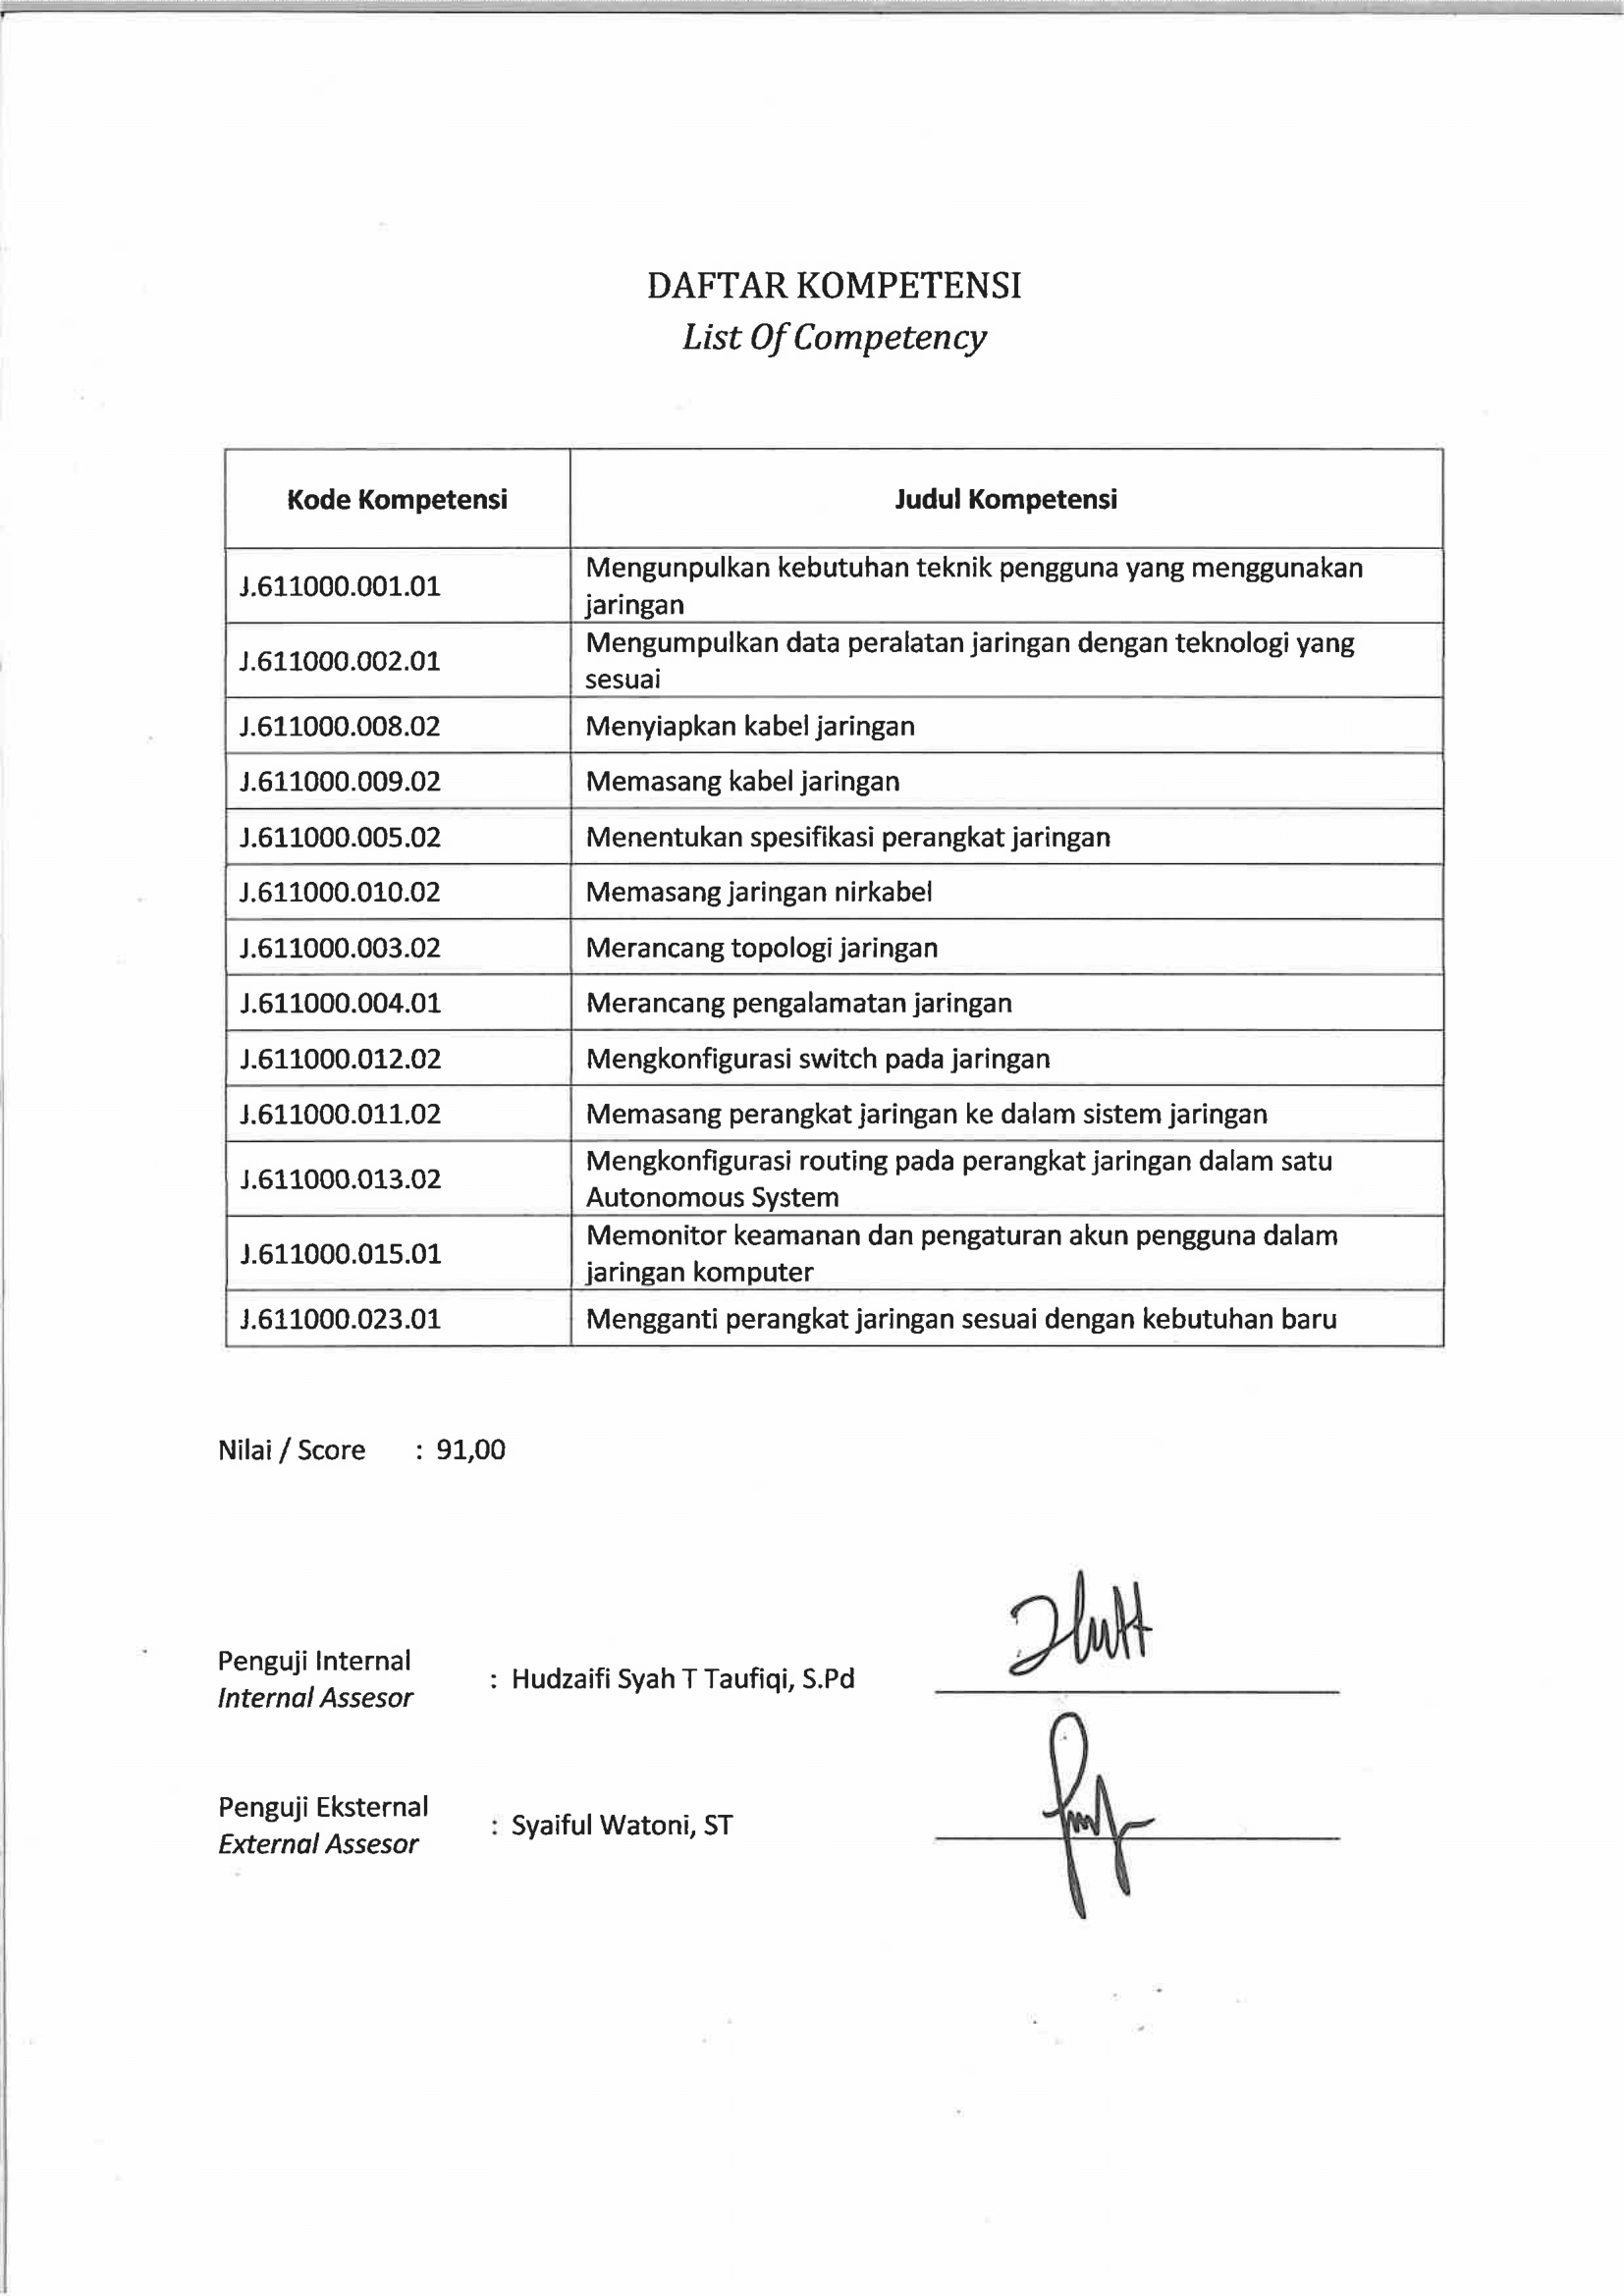 DAFTAR KOMPETENSI
List Of Competency
Kode Kompetensi Judul Kompetensi
J.611000.001.01 Mengunpulkan kebutuhan teknik pengguna yang menggunakan
jaringan
J.611000.002.01 Mengumpulkan data peralatan jaringan dengan teknologi yang
sesuai
J.611000.008.02 Menyiapkan kabel jaringan
J.611000.009.02 Memasang kabel jaringan
J.611000.005.02 Menentukan spesifikasi perangkat jaringan
J.611000.010.02 Memasang jaringan nirkabel
J.611000.003.02 Merancang topologi jaringan
J.611000.004.01 Merancang pengalamatan jaringan
J.611000.012.02 Mengkonfigurasi switch pada jaringan
J.611000.011.02 Memasang perangkat jaringan ke dalam sistem jaringan
J.611000.013.02 Mengkonfigurasi routing pada perangkat jaringan dalam satu
Autonomous System
J.611000.015.01 Memonitor keamanan dan pengaturan akun pengguna dalam
jaringan komputer
J.611000.023.01 Mengganti perangkat jaringan sesuai dengan kebutuhan baru
Nilai / Score : 91,00
Penguji Internal
Internal Assesor : Hudzaifi Syah T Taufiqi, S.Pd
Penguji Eksternal
External Assesor : Syaiful Watoni, ST